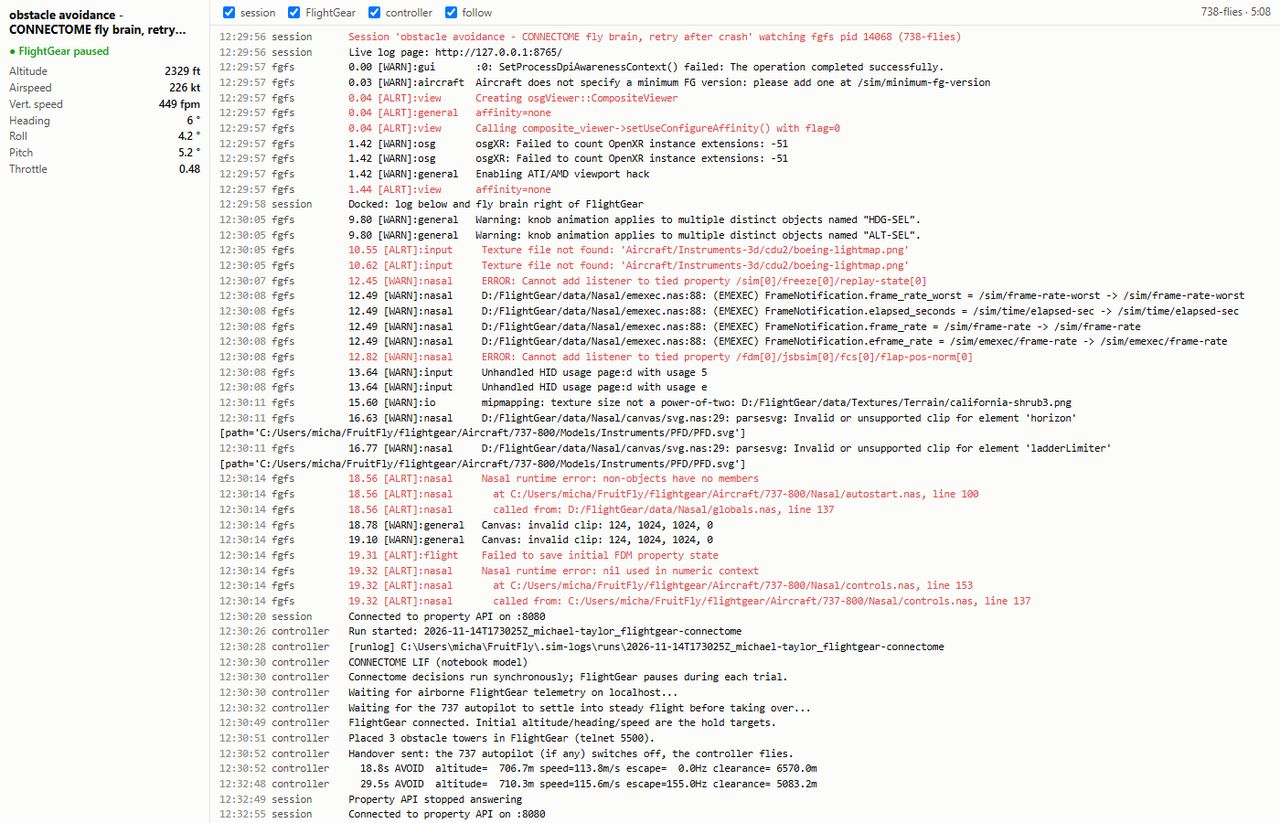 obstacle avoidance -
CONNECTOME fly brain, retry...
● FlightGear paused
Altitude 2329 ft
Airspeed 226 kt
Vert. speed 449 fpm
Heading 6 °
Roll 4.2 °
Pitch 5.2 °
Throttle 0.48
session FlightGear controller follow 738-flies · 5:08
12:29:56 session Session 'obstacle avoidance - CONNECTOME fly brain, retry after crash' watching fgfs pid 14068 (738-flies)
12:29:56 session Live log page: http://127.0.0.1:8765/
12:29:57 fgfs 0.00 [WARN]:gui :0: SetProcessDpiAwarenessContext() failed: The operation completed successfully.
12:29:57 fgfs 0.03 [WARN]:aircraft Aircraft does not specify a minimum FG version: please add one at /sim/minimum-fg-version
12:29:57 fgfs 0.04 [ALRT]:view Creating osgViewer::CompositeViewer
12:29:57 fgfs 0.04 [ALRT]:general affinity=none
12:29:57 fgfs 0.04 [ALRT]:view Calling composite_viewer->setUseConfigureAffinity() with flag=0
12:29:57 fgfs 1.42 [WARN]:osg osgXR: Failed to count OpenXR instance extensions: -51
12:29:57 fgfs 1.42 [WARN]:osg osgXR: Failed to count OpenXR instance extensions: -51
12:29:57 fgfs 1.42 [WARN]:general Enabling ATI/AMD viewport hack
12:29:57 fgfs 1.44 [ALRT]:view affinity=none
12:29:58 session Docked: log below and fly brain right of FlightGear
12:30:05 fgfs 9.80 [WARN]:general Warning: knob animation applies to multiple distinct objects named "HDG-SEL".
12:30:05 fgfs 9.80 [WARN]:general Warning: knob animation applies to multiple distinct objects named "ALT-SEL".
12:30:05 fgfs 10.55 [ALRT]:input Texture file not found: 'Aircraft/Instruments-3d/cdu2/boeing-lightmap.png'
12:30:05 fgfs 10.62 [ALRT]:input Texture file not found: 'Aircraft/Instruments-3d/cdu2/boeing-lightmap.png'
12:30:07 fgfs 12.45 [WARN]:nasal ERROR: Cannot add listener to tied property /sim[0]/freeze[0]/replay-state[0]
12:30:08 fgfs 12.49 [WARN]:nasal D:/FlightGear/data/Nasal/emexec.nas:88: (EMEXEC) FrameNotification.frame_rate_worst = /sim/frame-rate-worst -> /sim/frame-rate-worst
12:30:08 fgfs 12.49 [WARN]:nasal D:/FlightGear/data/Nasal/emexec.nas:88: (EMEXEC) FrameNotification.elapsed_seconds = /sim/time/elapsed-sec -> /sim/time/elapsed-sec
12:30:08 fgfs 12.49 [WARN]:nasal D:/FlightGear/data/Nasal/emexec.nas:88: (EMEXEC) FrameNotification.frame_rate = /sim/frame-rate -> /sim/frame-rate
12:30:08 fgfs 12.49 [WARN]:nasal D:/FlightGear/data/Nasal/emexec.nas:88: (EMEXEC) FrameNotification.eframe_rate = /sim/emexec/frame-rate -> /sim/emexec/frame-rate
12:30:08 fgfs 12.82 [WARN]:nasal ERROR: Cannot add listener to tied property /fdm[0]/jsbsim[0]/fcs[0]/flap-pos-norm[0]
12:30:08 fgfs 13.64 [WARN]:input Unhandled HID usage page:d with usage 5
12:30:08 fgfs 13.64 [WARN]:input Unhandled HID usage page:d with usage e
12:30:11 fgfs 15.60 [WARN]:io mipmapping: texture size not a power-of-two: D:/FlightGear/data/Textures/Terrain/california-shrub3.png
12:30:11 fgfs 16.63 [WARN]:nasal D:/FlightGear/data/Nasal/canvas/svg.nas:29: parsesvg: Invalid or unsupported clip for element 'horizon'
[path='C:/Users/micha/FruitFly/flightgear/Aircraft/737-800/Models/Instruments/PFD/PFD.svg']
12:30:11 fgfs 16.77 [WARN]:nasal D:/FlightGear/data/Nasal/canvas/svg.nas:29: parsesvg: Invalid or unsupported clip for element 'ladderLimiter'
[path='C:/Users/micha/FruitFly/flightgear/Aircraft/737-800/Models/Instruments/PFD/PFD.svg']
12:30:14 fgfs 18.56 [ALRT]:nasal Nasal runtime error: non-objects have no members
12:30:14 fgfs 18.56 [ALRT]:nasal at C:/Users/micha/FruitFly/flightgear/Aircraft/737-800/Nasal/autostart.nas, line 100
12:30:14 fgfs 18.56 [ALRT]:nasal called from: D:/FlightGear/data/Nasal/globals.nas, line 137
12:30:14 fgfs 18.78 [WARN]:general Canvas: invalid clip: 124, 1024, 1024, 0
12:30:14 fgfs 19.10 [WARN]:general Canvas: invalid clip: 124, 1024, 1024, 0
12:30:14 fgfs 19.31 [ALRT]:flight Failed to save initial FDM property state
12:30:14 fgfs 19.32 [ALRT]:nasal Nasal runtime error: nil used in numeric context
12:30:14 fgfs 19.32 [ALRT]:nasal at C:/Users/micha/FruitFly/flightgear/Aircraft/737-800/Nasal/controls.nas, line 153
12:30:14 fgfs 19.32 [ALRT]:nasal called from: C:/Users/micha/FruitFly/flightgear/Aircraft/737-800/Nasal/controls.nas, line 137
12:30:20 session Connected to property API on :8080
12:30:26 controller Run started: 2026-11-14T173025Z_michael-taylor_flightgear-connectome
12:30:28 controller [runlog] C:\Users\micha\FruitFly\.sim-logs\runs\2026-11-14T173025Z_michael-taylor_flightgear-connectome
12:30:30 controller CONNECTOME LIF (notebook model)
12:30:30 controller Connectome decisions run synchronously; FlightGear pauses during each trial.
12:30:30 controller Waiting for airborne FlightGear telemetry on localhost...
12:30:32 controller Waiting for the 737 autopilot to settle into steady flight before taking over...
12:30:49 controller FlightGear connected. Initial altitude/heading/speed are the hold targets.
12:30:51 controller Placed 3 obstacle towers in FlightGear (telnet 5500).
12:30:52 controller Handover sent: the 737 autopilot (if any) switches off, the controller flies.
12:30:52 controller 18.8s AVOID altitude= 706.7m speed=113.8m/s escape= 0.0Hz clearance= 6570.0m
12:32:48 controller 29.5s AVOID altitude= 710.3m speed=115.6m/s escape=155.0Hz clearance= 5083.2m
12:32:49 session Property API stopped answering
12:32:55 session Connected to property API on :8080